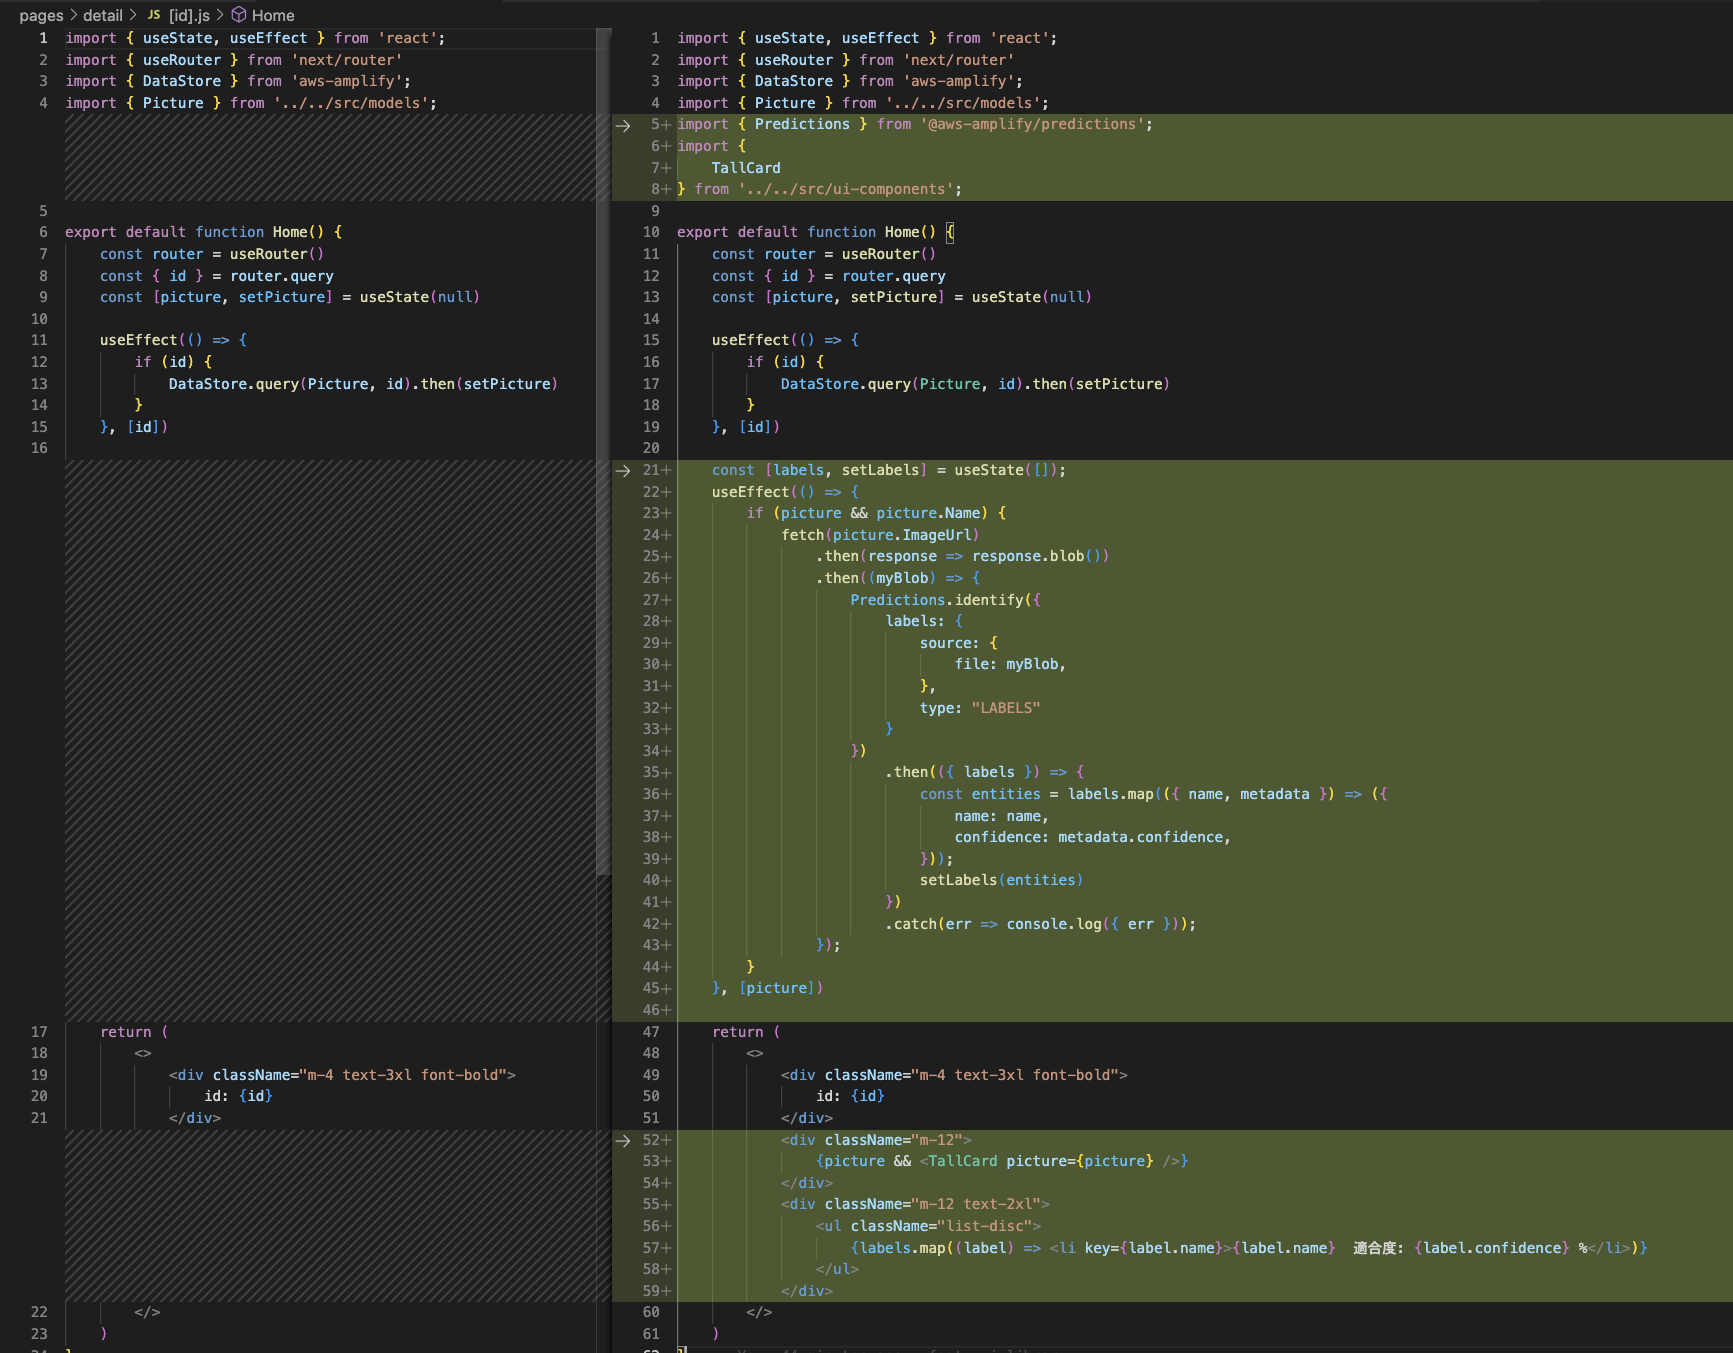 pages > detail > JS [id].js > Home
1 import { useState, useEffect } from 'react';
2 import { useRouter } from 'next/router'
3 import { DataStore } from 'aws-amplify';
4 import { Picture } from '../../src/models';
5
6 export default function Home() {
7 const router = useRouter()
8 const { id } = router.query
9 const [picture, setPicture] = useState(null)
10
11 useEffect(() => {
12 if (id) {
13 DataStore.query(Picture, id).then(setPicture)
14 }
15 }, [id])
16
17 return (
18 <>
19 <div className="m-4 text-3xl font-bold">
20 id: {id}
21 </div>
22 </>
23 )
24 }
1 import { useState, useEffect } from 'react';
2 import { useRouter } from 'next/router'
3 import { DataStore } from 'aws-amplify';
4 import { Picture } from '../../src/models';
5+ import { Predictions } from '@aws-amplify/predictions';
6+ import {
7+ TallCard
8+ } from '../../src/ui-components';
9
10 export default function Home() {
11 const router = useRouter()
12 const { id } = router.query
13 const [picture, setPicture] = useState(null)
14
15 useEffect(() => {
16 if (id) {
17 DataStore.query(Picture, id).then(setPicture)
18 }
19 }, [id])
20
21+ const [labels, setLabels] = useState([]);
22+ useEffect(() => {
23+ if (picture && picture.Name) {
24+ fetch(picture.ImageUrl)
25+ .then(response => response.blob())
26+ .then((myBlob) => {
27+ Predictions.identify({
28+ labels: {
29+ source: {
30+ file: myBlob,
31+ },
32+ type: "LABELS"
33+ }
34+ })
35+ .then(({ labels }) => {
36+ const entities = labels.map(({ name, metadata }) => ({
37+ name: name,
38+ confidence: metadata.confidence,
39+ }));
40+ setLabels(entities)
41+ })
42+ .catch(err => console.log({ err }));
43+ });
44+ }
45+ }, [picture])
46+
47 return (
48 <>
49 <div className="m-4 text-3xl font-bold">
50 id: {id}
51 </div>
52+ <div className="m-12">
53+ {picture && <TallCard picture={picture} />}
54+ </div>
55+ <div className="m-12 text-2xl">
56+ <ul className="list-disc">
57+ {labels.map((label) => <li key={label.name}>{label.name} 適合度: {label.confidence} %</li>)}
58+ </ul>
59+ </div>
60 </>
61 )
62 }